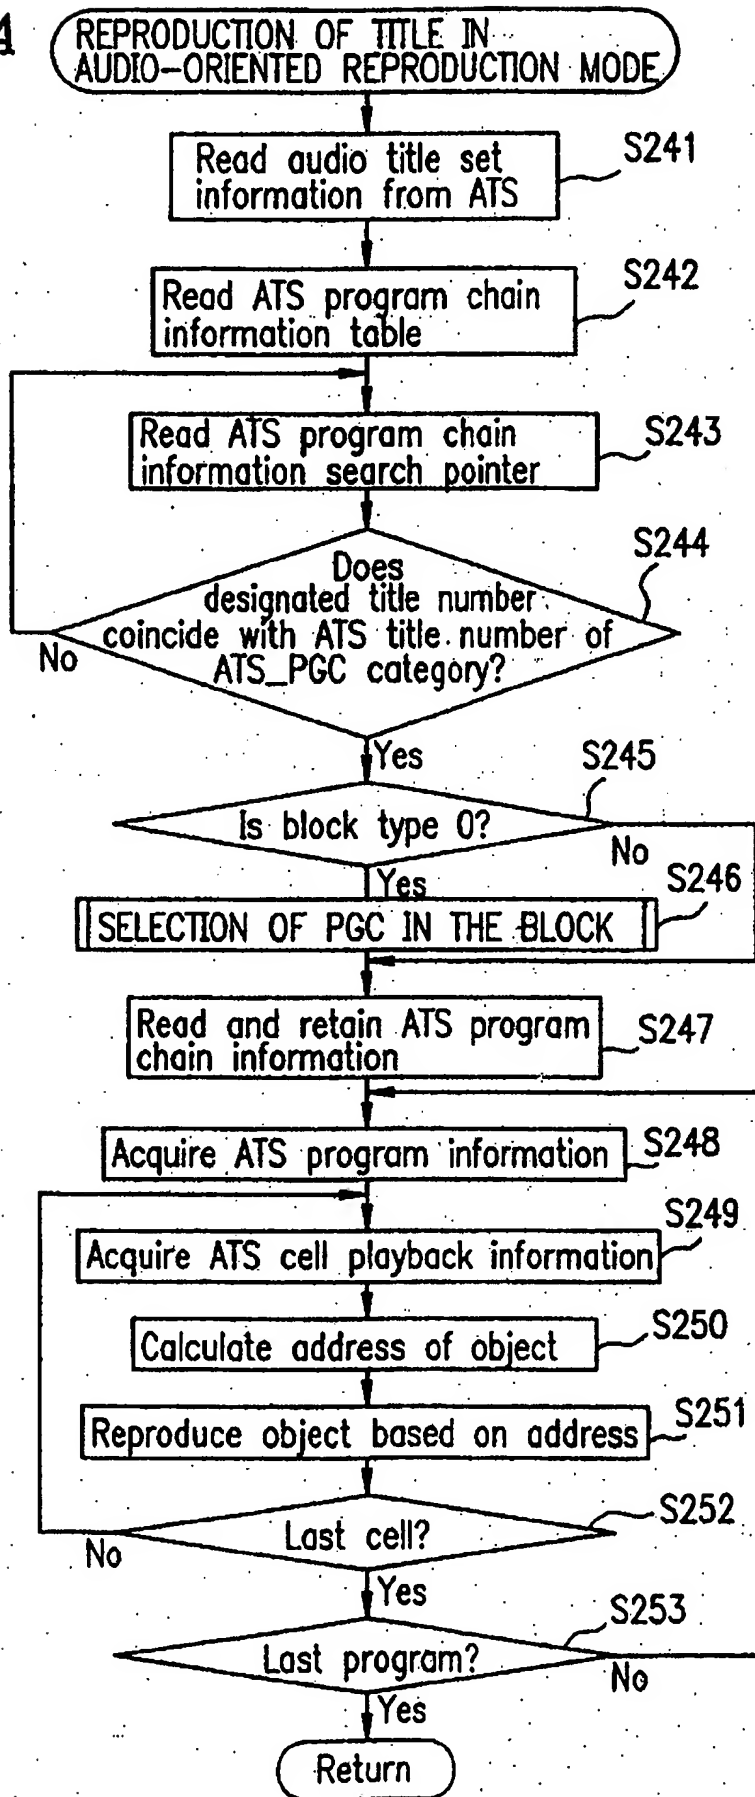 REPRODUCTION OF TITLE IN
AUDIO-ORIENTED REPRODUCTION MODE
S241
Read audio title set
information from ATS
S242
Read ATS program chain
information table
S243
Read ATS program chain
information search pointer
S244
Does
designated title number
coincide with ATS title number of
ATS_PGC category?
No
Yes
S245
Is block type 0?
No
Yes
S246
SELECTION OF PGC IN THE BLOCK
Read and retain ATS program
chain information
S247
Acquire ATS program information
S248
S249
Acquire ATS cell playback information
S250
Calculate address of object
S251
Reproduce object based on address
S252
Last cell?
No
Yes
S253
Last program?
No
Yes
Return